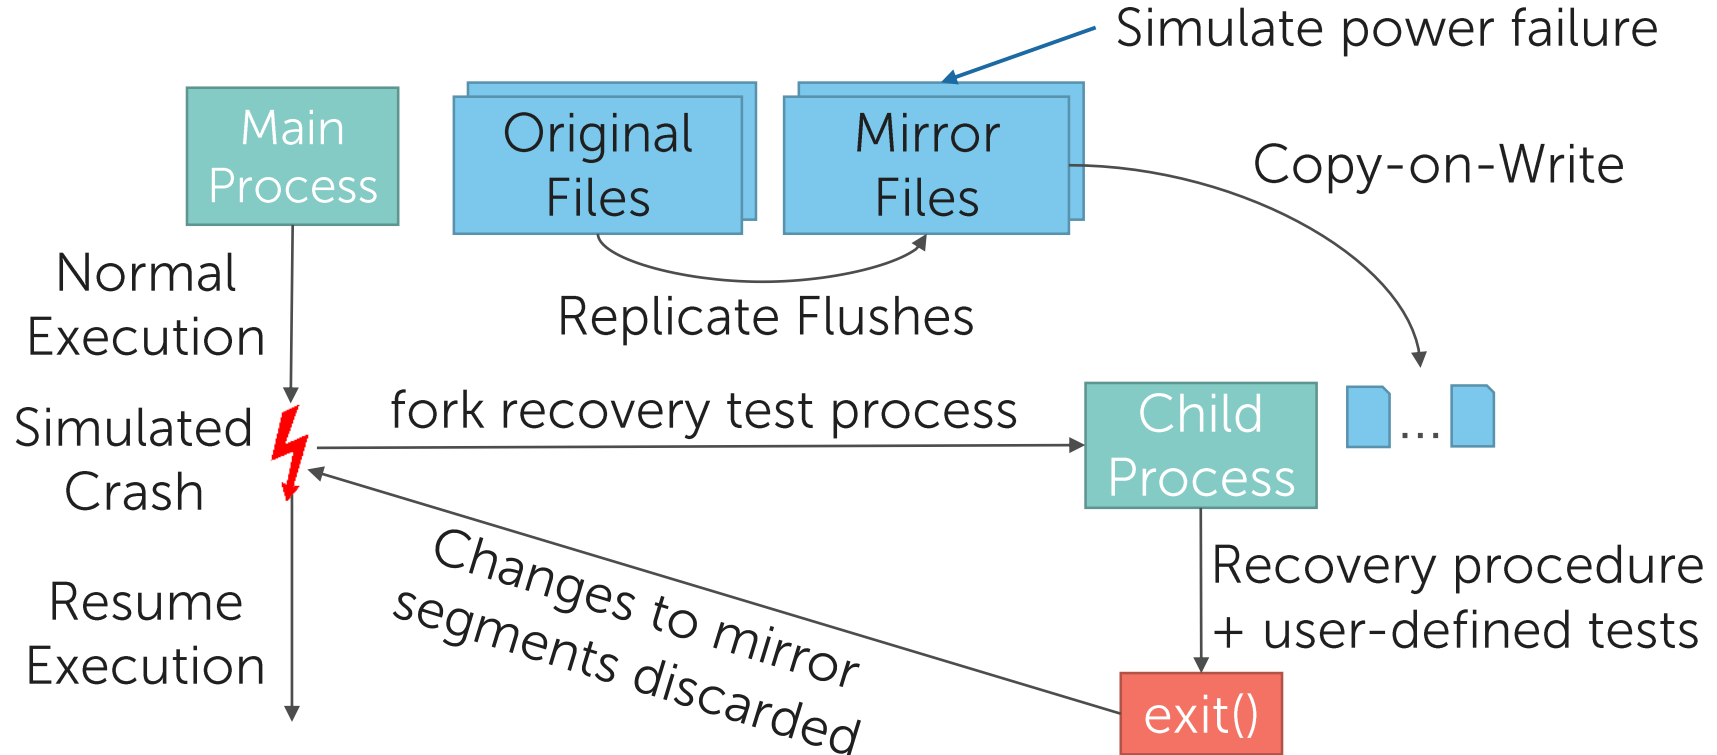 Simulate power failure
Main
Process
Original
Files
Mirror
Files
Copy-on-Write
Normal
Execution
Replicate Flushes
Simulated
Crash
fork recovery test process
Child
Process
...
Changes to mirror
segments discarded
Recovery procedure
+ user-defined tests
Resume
Execution
exit()